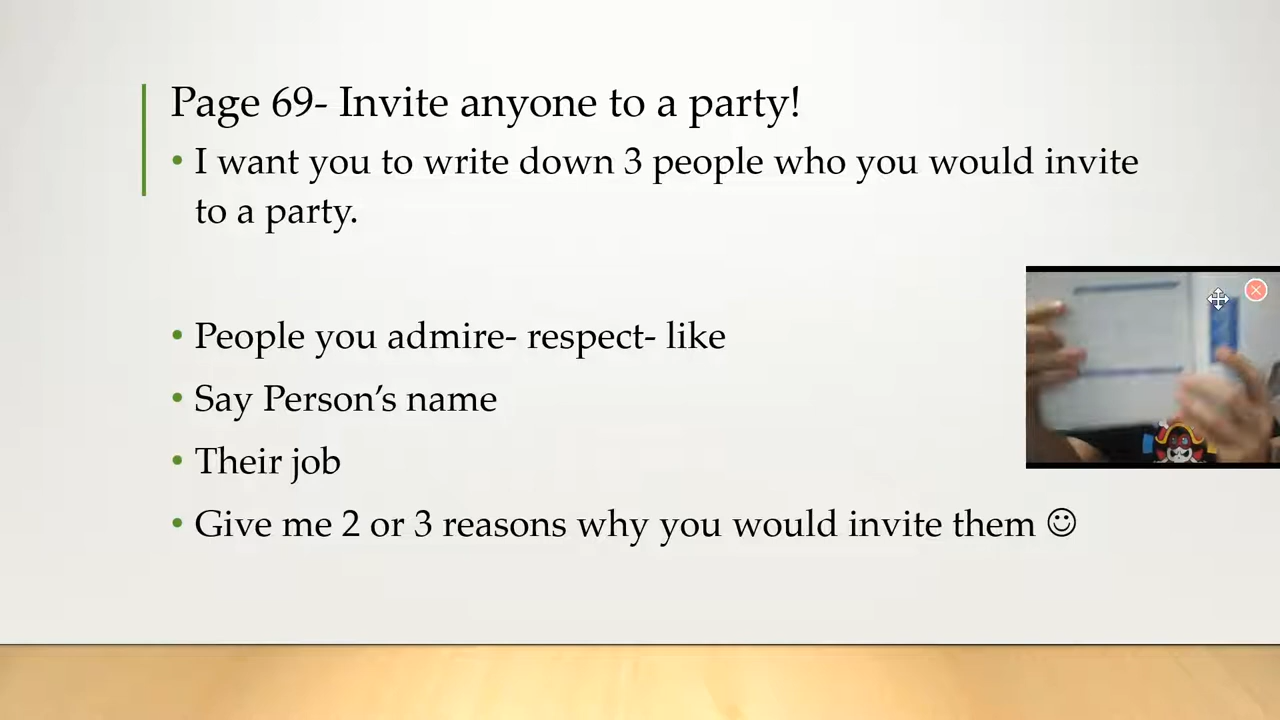 Page 69- Invite anyone to a party!
• I want you to write down 3 people who you would invite
to a party.
• People you admire- respect- like
• Say Person’s name
• Their job
• Give me 2 or 3 reasons why you would invite them ☺